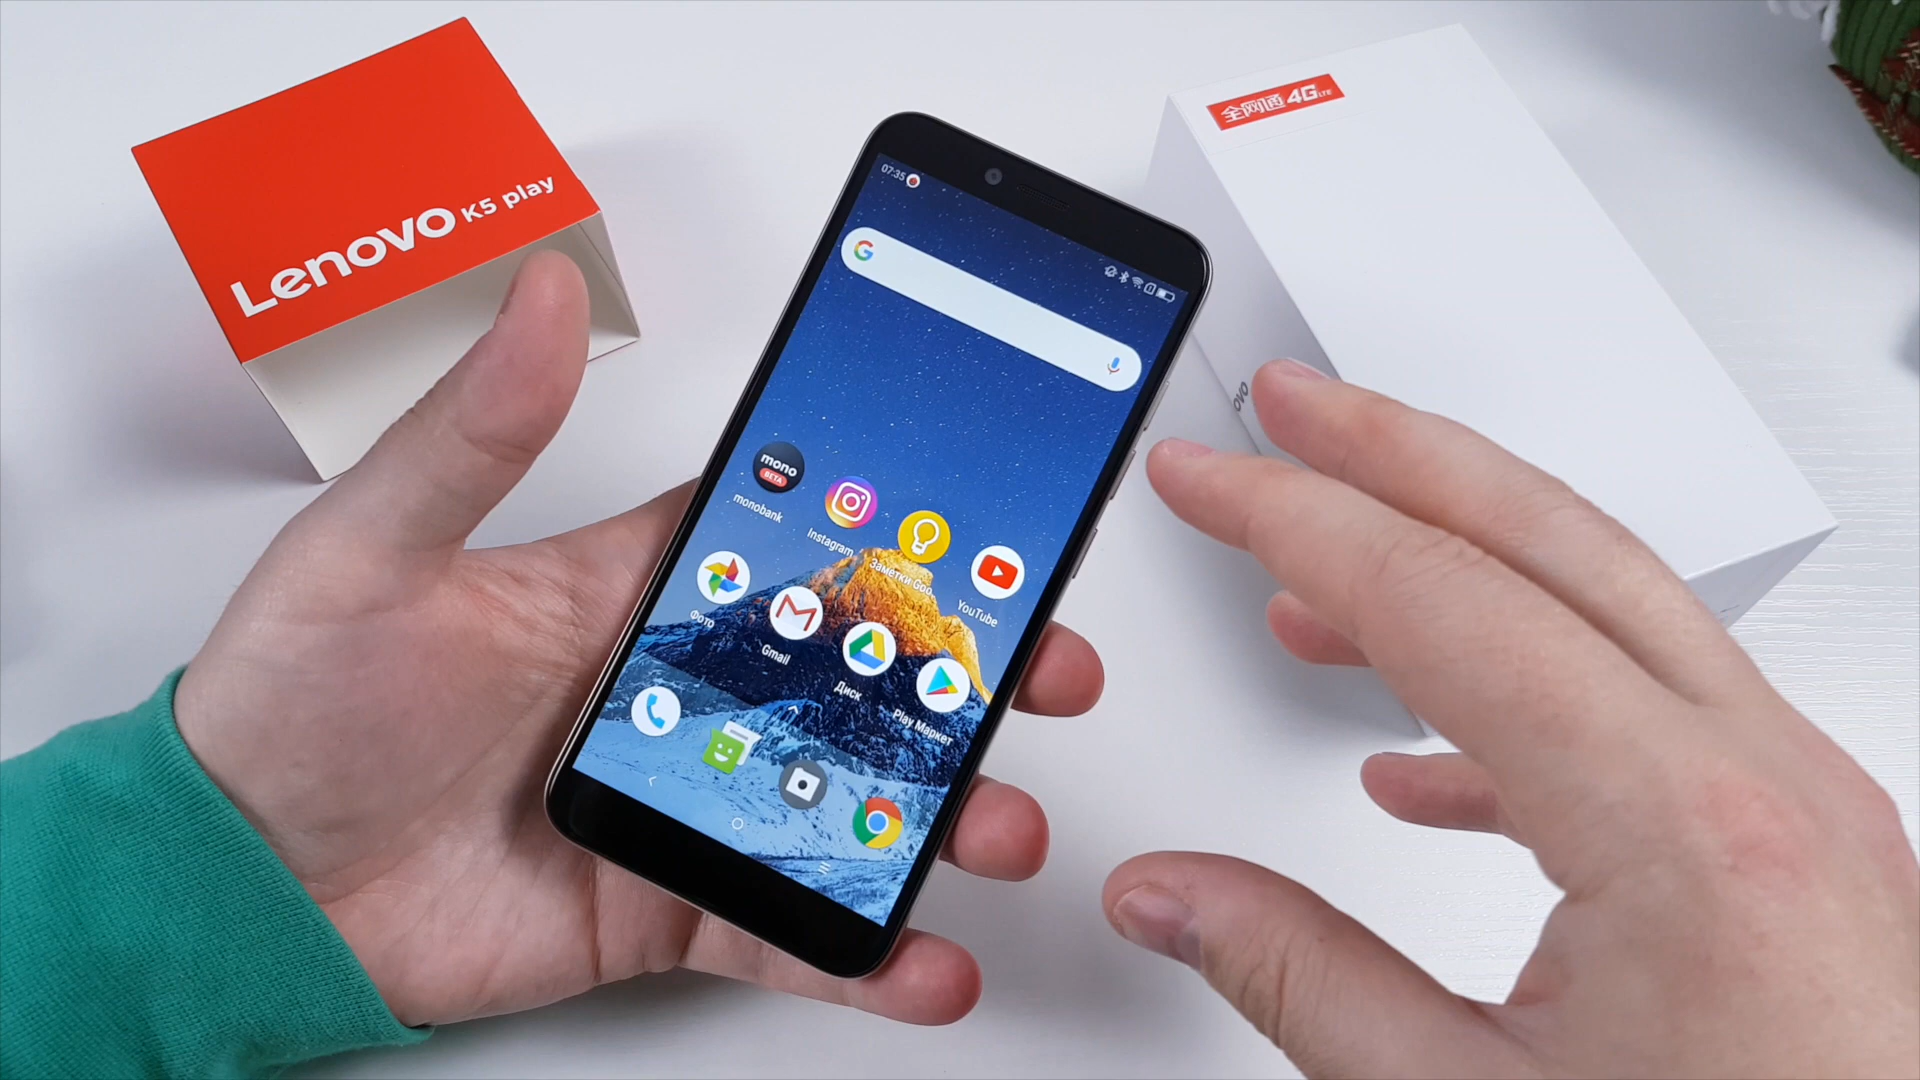 Lenovo K5 play
全网通 4G LTE
ovo
07:35
G
mono
BETA
monobank
Instagram
Заметки Goo...
YouTube
Фото
Gmail
Диск
Play Маркет